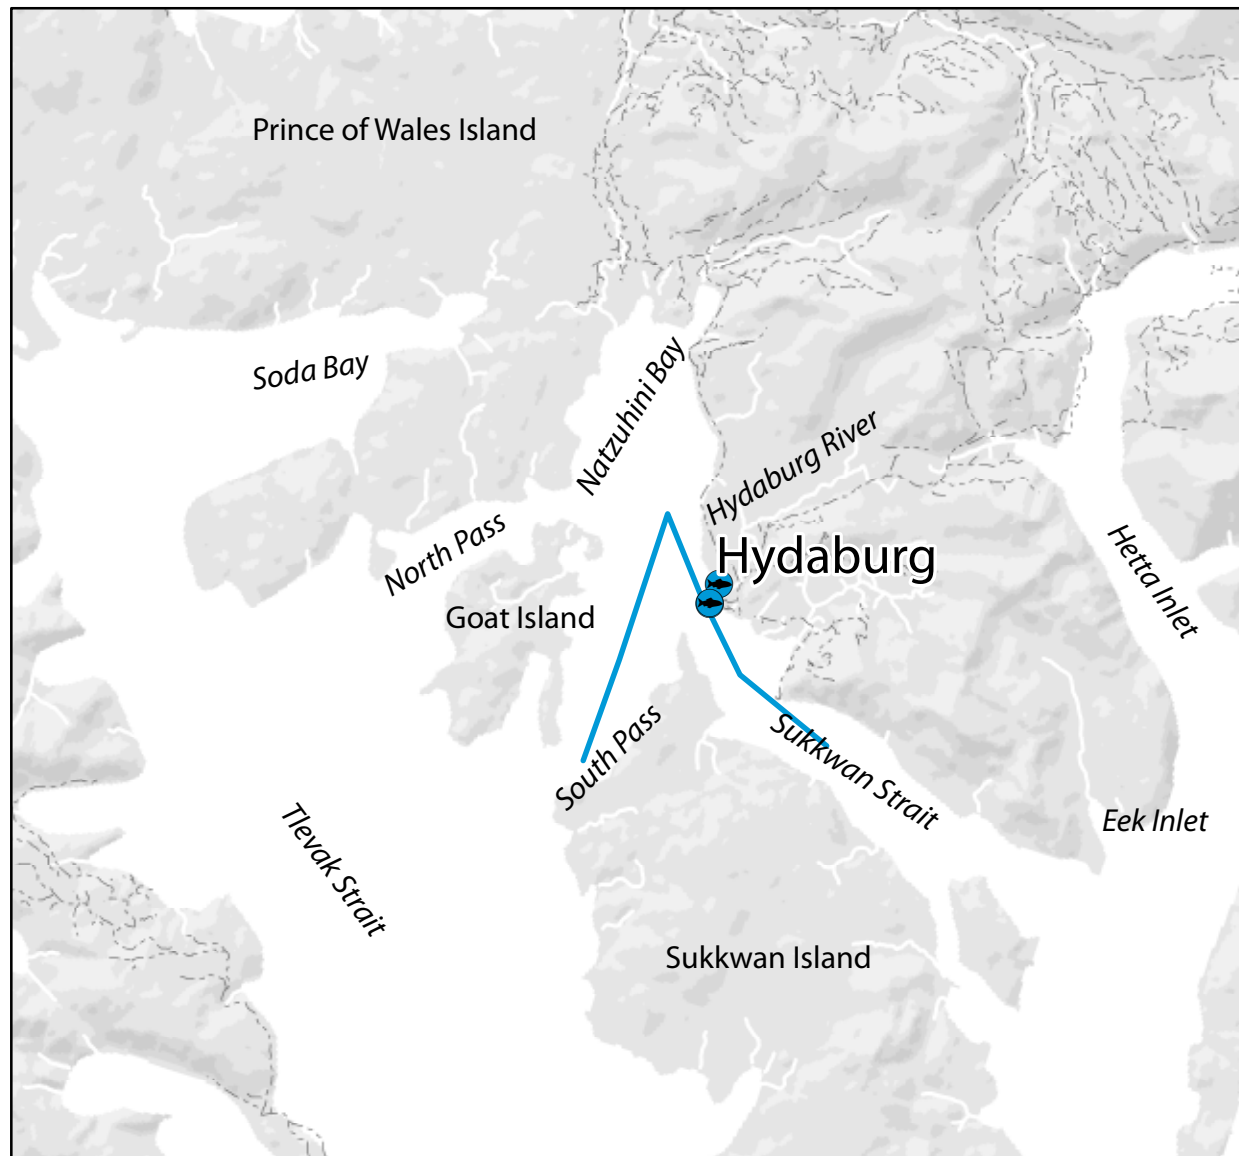 Prince of Wales Island
Soda Bay
Natzuhini Bay
Hydaburg River
North Pass
Hydaburg
Hetta Inlet
Goat Island
South Pass
Sukkwan Strait
Eek Inlet
Tlevak Strait
Sukkwan Island